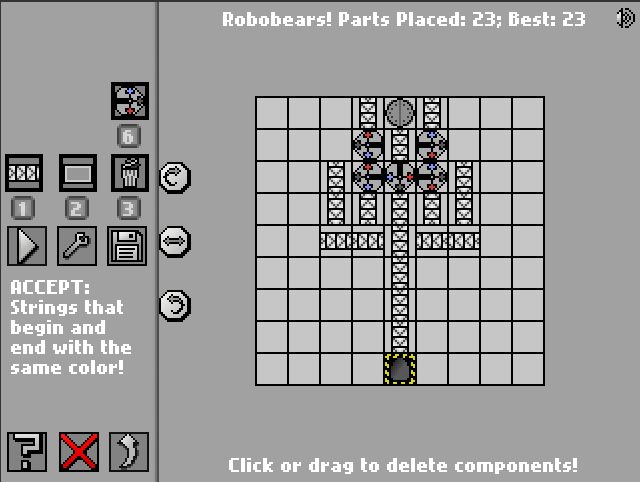 Robobears! Parts Placed: 23; Best: 23
6
1 2 3
ACCEPT:
Strings that
begin and
end with the
same color!
Click or drag to delete components!